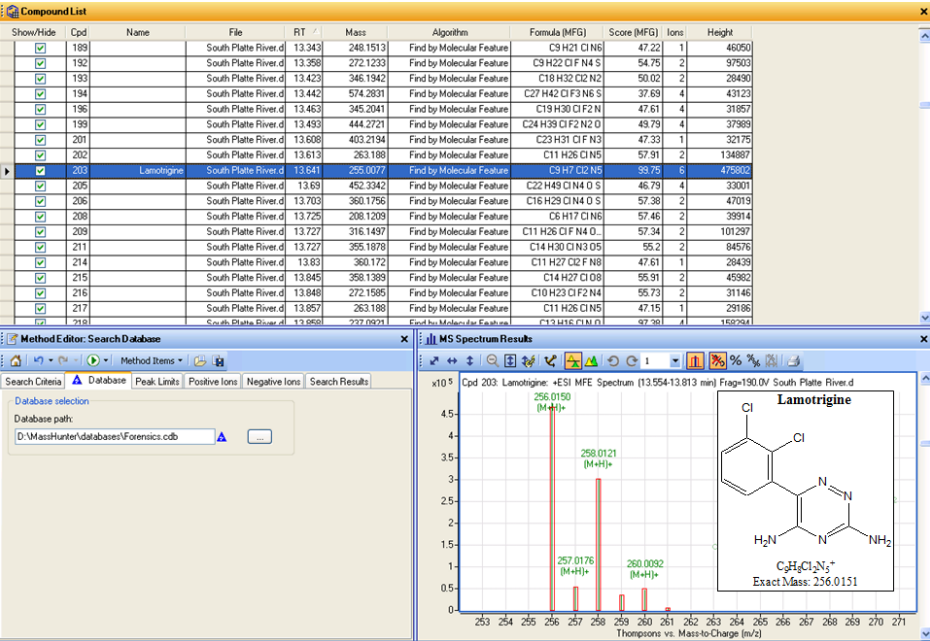 Compound List
Show/Hide Cpd Name File RT Mass Algorithm Formula (MFG) Score (MFG) Ions Height
189 South Platte River.d 13.343 248.1513 Find by Molecular Feature C9 H21 Cl N6 47.22 1 46050
192 South Platte River.d 13.358 272.1233 Find by Molecular Feature C9 H22 Cl F N4 S 54.75 2 97503
193 South Platte River.d 13.423 346.1942 Find by Molecular Feature C18 H32 Cl2 N2 50.02 2 28490
194 South Platte River.d 13.442 574.2831 Find by Molecular Feature C27 H42 Cl F3 N6 S 37.69 4 43123
196 South Platte River.d 13.463 345.2041 Find by Molecular Feature C19 H30 Cl F2 N 47.61 4 31857
199 South Platte River.d 13.493 444.2721 Find by Molecular Feature C24 H39 Cl F2 N2 O 49.79 4 37989
201 South Platte River.d 13.608 403.2194 Find by Molecular Feature C23 H31 Cl F N3 47.33 1 32175
202 South Platte River.d 13.613 263.188 Find by Molecular Feature C11 H26 Cl N5 57.91 2 134887
203 Lamotrigine South Platte River.d 13.641 255.0077 Find by Molecular Feature C9 H7 Cl2 N5 99.75 6 475802
205 South Platte River.d 13.69 452.3342 Find by Molecular Feature C22 H49 Cl N4 O S 46.79 4 33001
206 South Platte River.d 13.703 360.1756 Find by Molecular Feature C16 H29 Cl N4 O S 57.38 2 47019
208 South Platte River.d 13.725 208.1209 Find by Molecular Feature C6 H17 Cl N6 57.46 2 39914
209 South Platte River.d 13.727 316.1497 Find by Molecular Feature C11 H26 Cl F N4 O... 57.34 2 101297
211 South Platte River.d 13.727 355.1878 Find by Molecular Feature C14 H30 Cl N3 O5 55.2 2 84576
214 South Platte River.d 13.83 360.172 Find by Molecular Feature C11 H27 Cl2 F N8 47.61 1 28439
215 South Platte River.d 13.845 358.1389 Find by Molecular Feature C14 H27 Cl O8 55.91 2 45982
216 South Platte River.d 13.848 272.1585 Find by Molecular Feature C10 H23 Cl F2 N4 55.73 2 31146
217 South Platte River.d 13.857 263.188 Find by Molecular Feature C11 H26 Cl N5 47.15 1 29186
218 South Platte River.d 13.858 237.0921 Find by Molecular Feature C13 H16 Cl N O 97.38 4 158294
Method Editor: Search Database
Method Items
Search Criteria Database Peak Limits Positive Ions Negative Ions Search Results
Database selection
Database path:
D:\MassHunter\databases\Forensics.cdb ...
MS Spectrum Results
1
x10 5 Cpd 203: Lamotrigine: +ESI MFE Spectrum (13.554-13.813 min) Frag=190.0V South Platte River.d
256.0150
(M+H)+
258.0121
(M+H)+
257.0176
(M+H)+
260.0092
(M+H)+
4.5
4
3.5
3
2.5
2
1.5
1
0.5
0
Lamotrigine
Cl
Cl
N
N
H2N
N
NH2
C9H8Cl2N5+
Exact Mass: 256.0151
253 254 255 256 257 258 259 260 261 262 263 264 265 266 267 268 269 270 271
Thompsons vs. Mass-to-Charge (m/z)